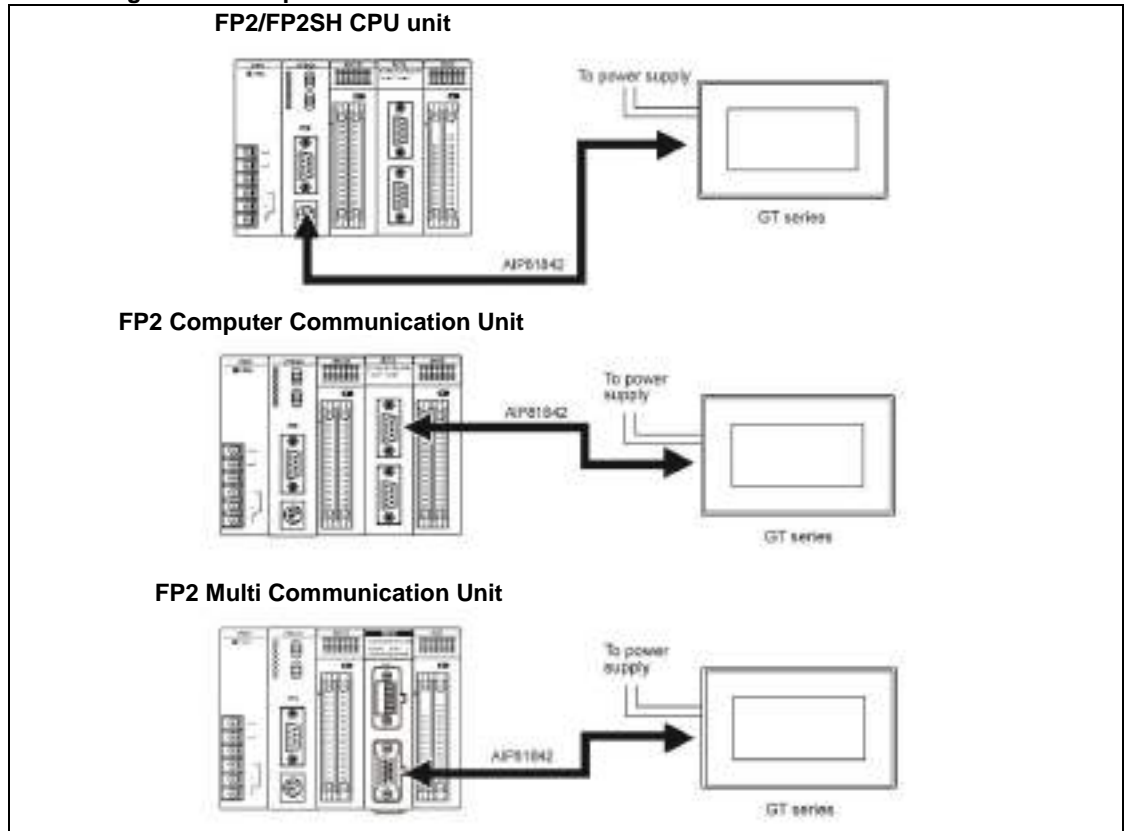 FP2/FP2SH CPU unit
To power supply
GT series
AIP81842
FP2 Computer Communication Unit
To power
supply
AIP81842
GT series
FP2 Multi Communication Unit
To power
supply
AIP81842
GT series